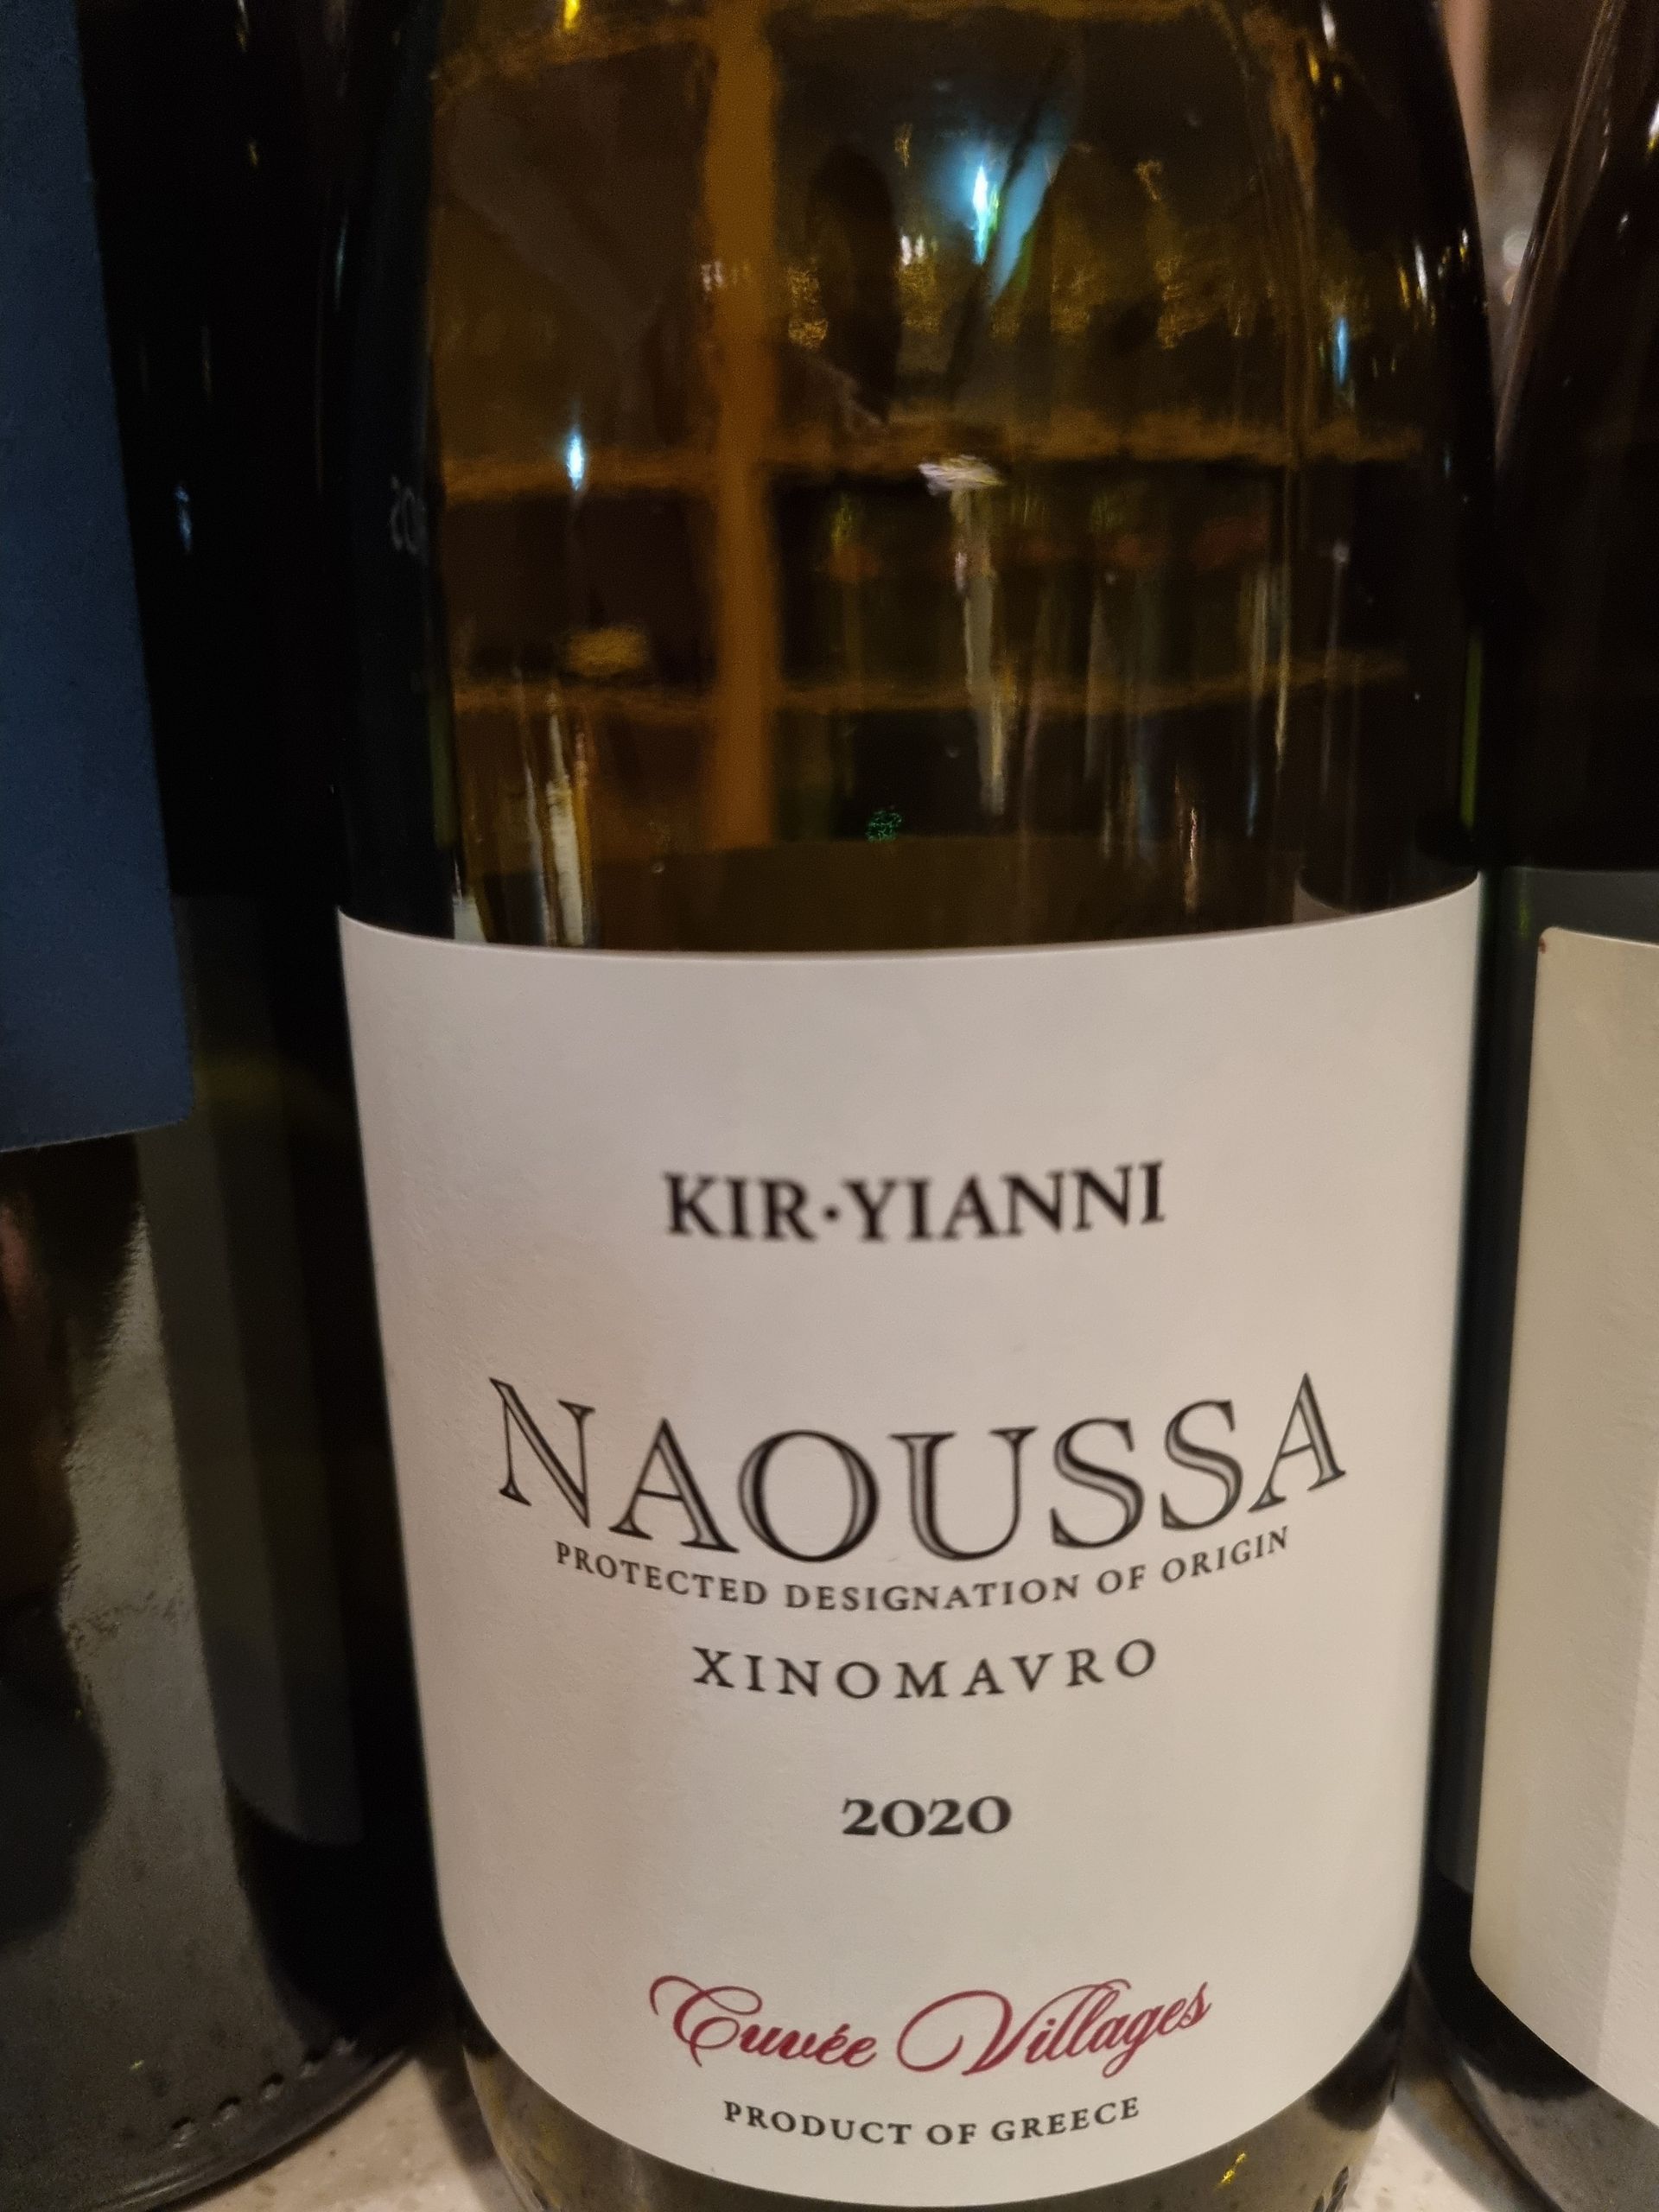 KIR·YIANNI
NAOUSSA
PROTECTED DESIGNATION OF ORIGIN
XINOMAVRO
2020
Cuvée Villages
PRODUCT OF GREECE